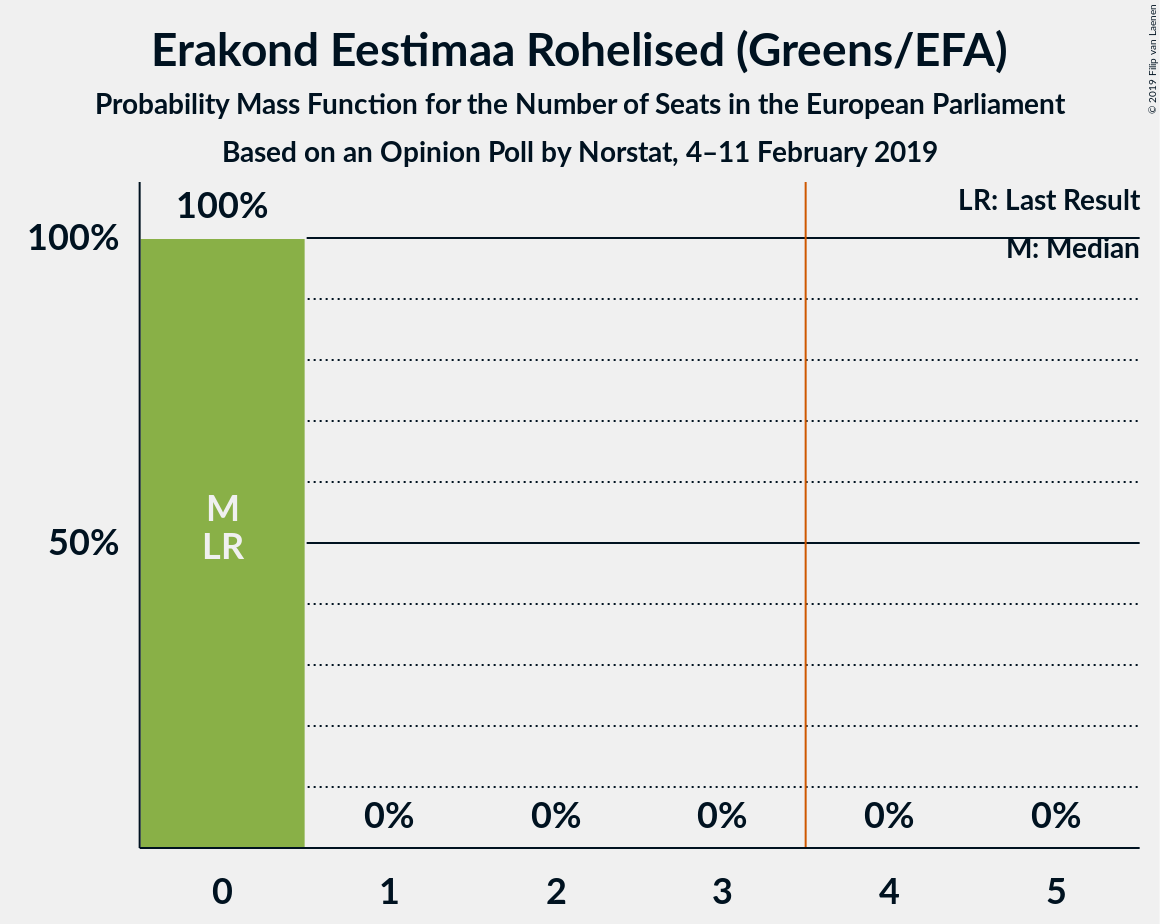 Erakond Eestimaa Rohelised (Greens/EFA)
Probability Mass Function for the Number of Seats in the European Parliament
Based on an Opinion Poll by Norstat, 4–11 February 2019
© 2019 Filip van Laenen
LR: Last Result
M: Median
100%
100%
50%
M
LR
0% 0% 0% 0% 0%
0 1 2 3 4 5